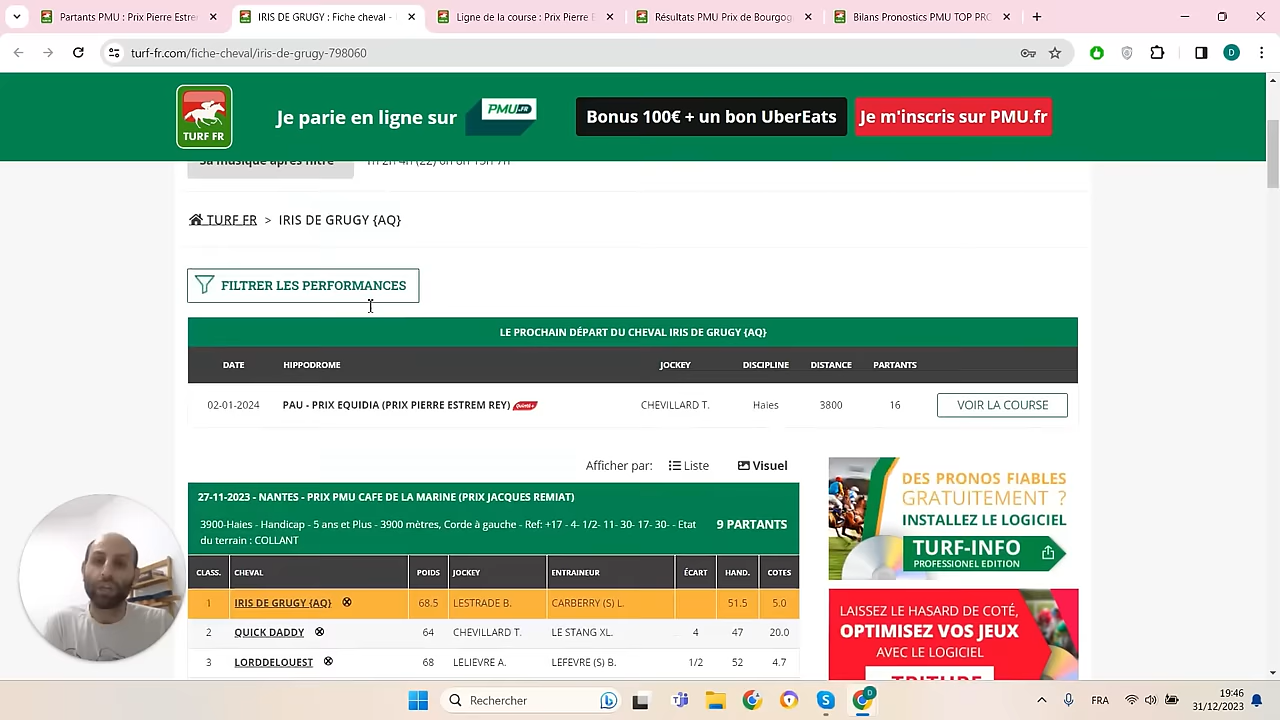 Partants PMU : Prix Pierre Estre
IRIS DE GRUGY : Fiche cheval -
Lignes de la course : Prix Pierre E
Résultats PMU de PRIX de Bourgog
Bilans Pronostics PMU TOP PRO
turf-fr.com/fiche-cheval/iris-de-grugy-798060
D
TURF FR
Je parie en ligne sur PMU.FR
Bonus 100€ + un bon UberEats
Je m'inscris sur PMU.fr
Sa musique après filtre
TURF FR > IRIS DE GRUGY {AQ}
FILTRER LES PERFORMANCES
LE PROCHAIN DÉPART DU CHEVAL IRIS DE GRUGY {AQ}
DATE HIPPODROME JOCKEY DISCIPLINE DISTANCE PARTANTS
02-01-2024 PAU - PRIX EQUIDIA (PRIX PIERRE ESTREM REY) Quinté+ CHEVILLARD T. Haies 3800 16 VOIR LA COURSE
Afficher par: Liste Visuel
27-11-2023 - NANTES - PRIX PMU CAFE DE LA MARINE (PRIX JACQUES REMIAT)
3900-Haies - Handicap - 5 ans et Plus - 3900 mètres, Corde à gauche - Ref: +17 - 4- 1/2- 11- 30- 17- 30- - Etat
du terrain : COLLANT
9 PARTANTS
CLASS. CHEVAL POIDS JOCKEY ENTRAINEUR ÉCART HAND. COTES
1 IRIS DE GRUGY {AQ} 68.5 LESTRADE B. CARBERRY (S) L. 51.5 5.0
2 QUICK DADDY 64 CHEVILLARD T. LE STANG XL. 4 47 20.0
3 LORDDELOUEST 68 LELIEVRE A. LEFEVRE (S) B. 1/2 52 4.7
DES PRONOS FIABLES
GRATUITEMENT ?
INSTALLEZ LE LOGICIEL
TURF-INFO
PROFESSIONEL EDITION
LAISSEZ LE HASARD DE COTÉ,
OPTIMISEZ VOS JEUX
AVEC LE LOGICIEL
Rechercher
D
FRA
19:46
31/12/2023